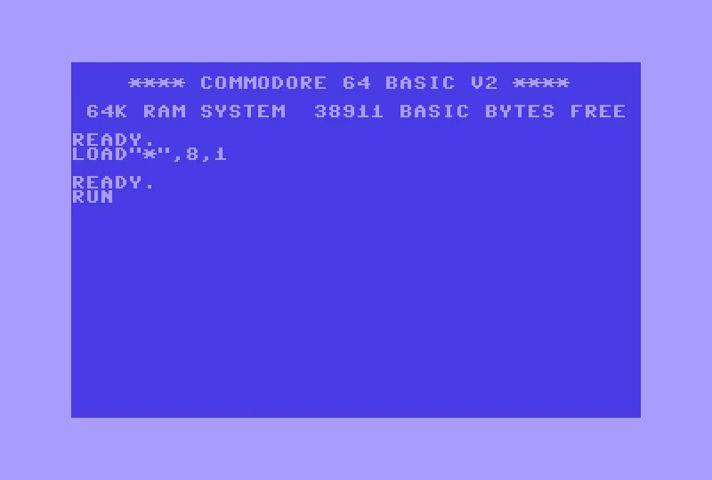 **** COMMODORE 64 BASIC V2 ****
64K RAM SYSTEM  38911 BASIC BYTES FREE
READY.
LOAD"*",8,1
READY.
RUN